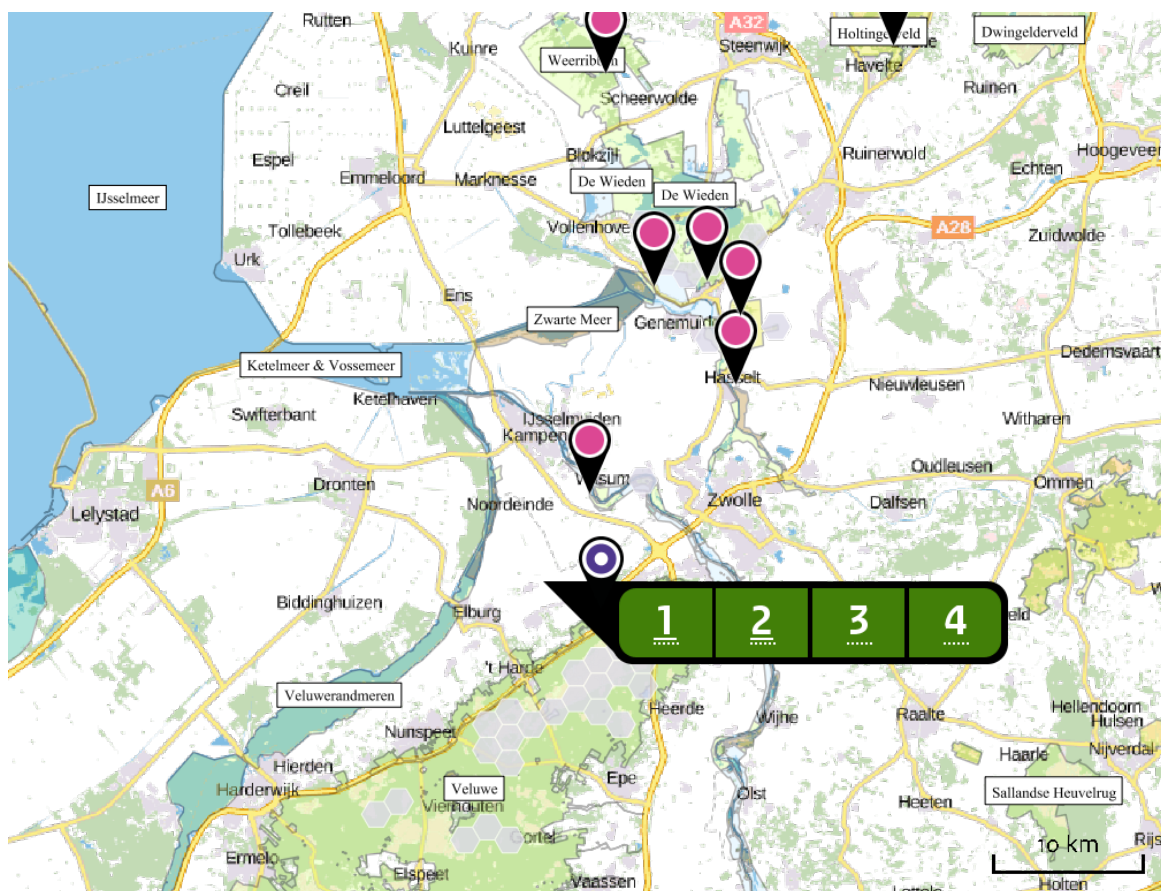 Rutten
A32
Kuinre
Steenwijk
Holtingerveld
Dwingelderveld
Havelte
Creil
Scheerwolde
Ruinen
Luttelgeest
Blokzijl
Ruinerwold
Hoogeveen
Espel
Echten
Emmeloord
Marknesse
De Wieden
De Wieden
IJsselmeer
Vollenhove
A28
Tollebeek
Zuidwolde
Urk
Ens
Zwarte Meer
Genemuid
Dedemsvaart
Ketelmeer & Vossemeer
Hasselt
Nieuwleusen
Ketelhaven
Swifterbant
IJsselmuiden
Witharen
Kampen
Oudleusen
Dronten
A6
Ommen
Noordeinde
Zwolle
Dalfsen
Lelystad
Biddinghuizen
Elburg
1 2 3 4
eld
't Harde
Veluwerandmeren
Heerde
Wijhe
Raalte
Hellendoorn
Hulsen
Nunspeet
Nijverdal
Haarle
Hierden
Epe
Veluwe
Harderwijk
Vierhouten
Olst
Heeten
Sallandse Heuvelrug
Gortel
10 km
Rijs
Ermelo
Elspeet
Vaassen
Holten